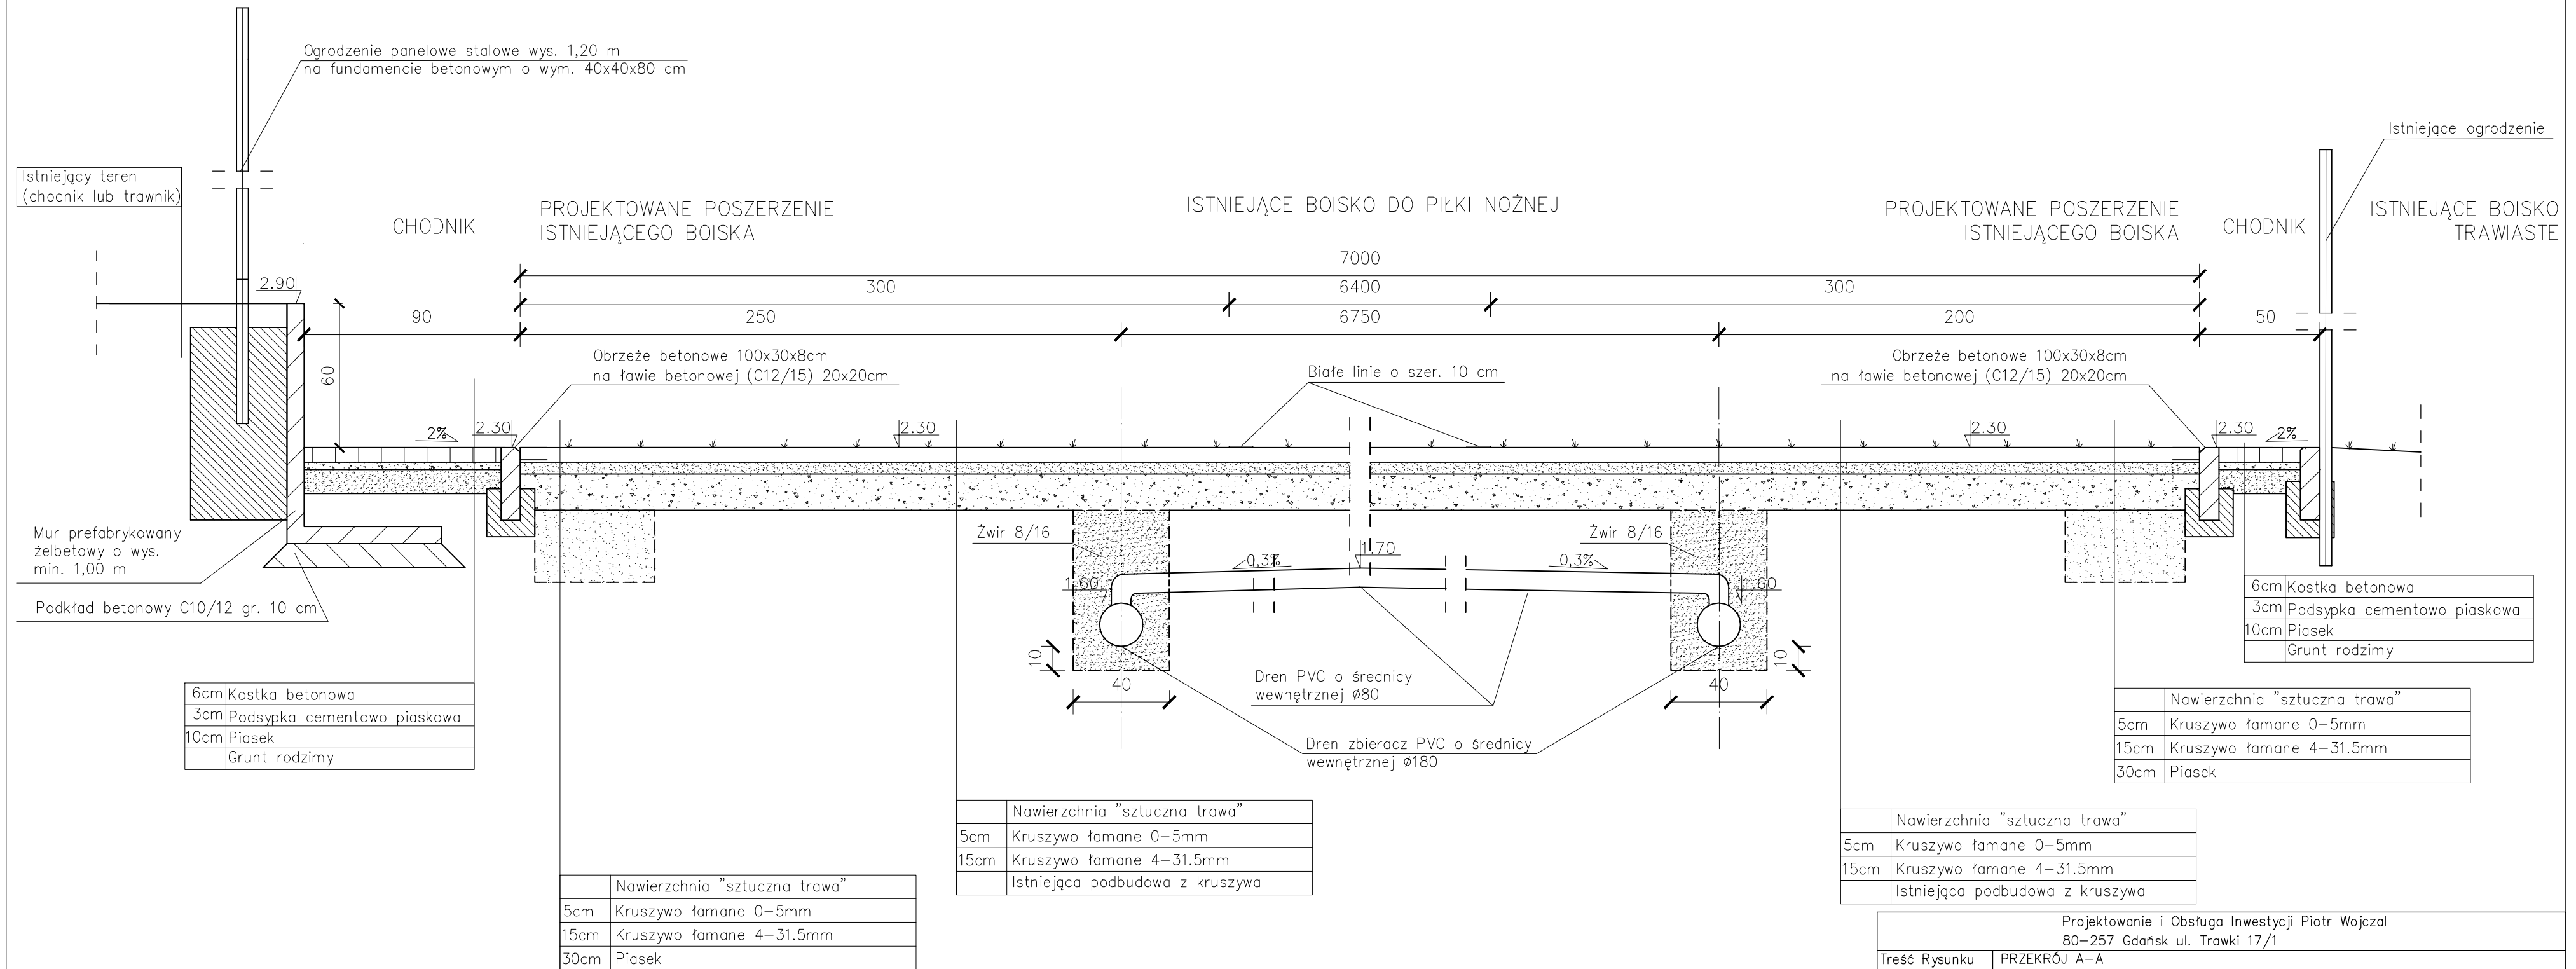 Ogrodzenie panelowe stalowe wys. 1,20 m
na fundamencie betonowym o wym. 40x40x80 cm
Istniejące ogrodzenie
Istniejący teren
(chodnik lub trawnik)
CHODNIK
PROJEKTOWANE POSZERZENIE
ISTNIEJĄCEGO BOISKA
ISTNIEJĄCE BOISKO DO PIŁKI NOŻNEJ
PROJEKTOWANE POSZERZENIE
ISTNIEJĄCEGO BOISKA
CHODNIK
ISTNIEJĄCE BOISKO
TRAWIASTE
7000
2.90
300
6400
300
90
250
6750
200
50
60
Obrzeże betonowe 100x30x8cm
na ławie betonowej (C12/15) 20x20cm
Białe linie o szer. 10 cm
Obrzeże betonowe 100x30x8cm
na ławie betonowej (C12/15) 20x20cm
2%
2.30
2.30
2.30
2.30
2%
Mur prefabrykowany
żelbetowy o wys.
min. 1,00 m
Podkład betonowy C10/12 gr. 10 cm
Żwir 8/16
Żwir 8/16
0,3%
1.70
0,3%
1.60
1.60
10
10
40
40
Dren PVC o średnicy
wewnętrznej Ø80
Dren zbieracz PVC o średnicy
wewnętrznej Ø180
6cm Kostka betonowa
3cm Podsypka cementowo piaskowa
10cm Piasek
Grunt rodzimy
6cm Kostka betonowa
3cm Podsypka cementowo piaskowa
10cm Piasek
Grunt rodzimy
Nawierzchnia "sztuczna trawa"
5cm Kruszywo łamane 0-5mm
15cm Kruszywo łamane 4-31.5mm
30cm Piasek
Nawierzchnia "sztuczna trawa"
5cm Kruszywo łamane 0-5mm
15cm Kruszywo łamane 4-31.5mm
Istniejąca podbudowa z kruszywa
Nawierzchnia "sztuczna trawa"
5cm Kruszywo łamane 0-5mm
15cm Kruszywo łamane 4-31.5mm
Istniejąca podbudowa z kruszywa
Nawierzchnia "sztuczna trawa"
5cm Kruszywo łamane 0-5mm
15cm Kruszywo łamane 4-31.5mm
30cm Piasek
Projektowanie i Obsługa Inwestycji Piotr Wojczal
80-257 Gdańsk ul. Trawki 17/1
Treść Rysunku PRZEKRÓJ A-A